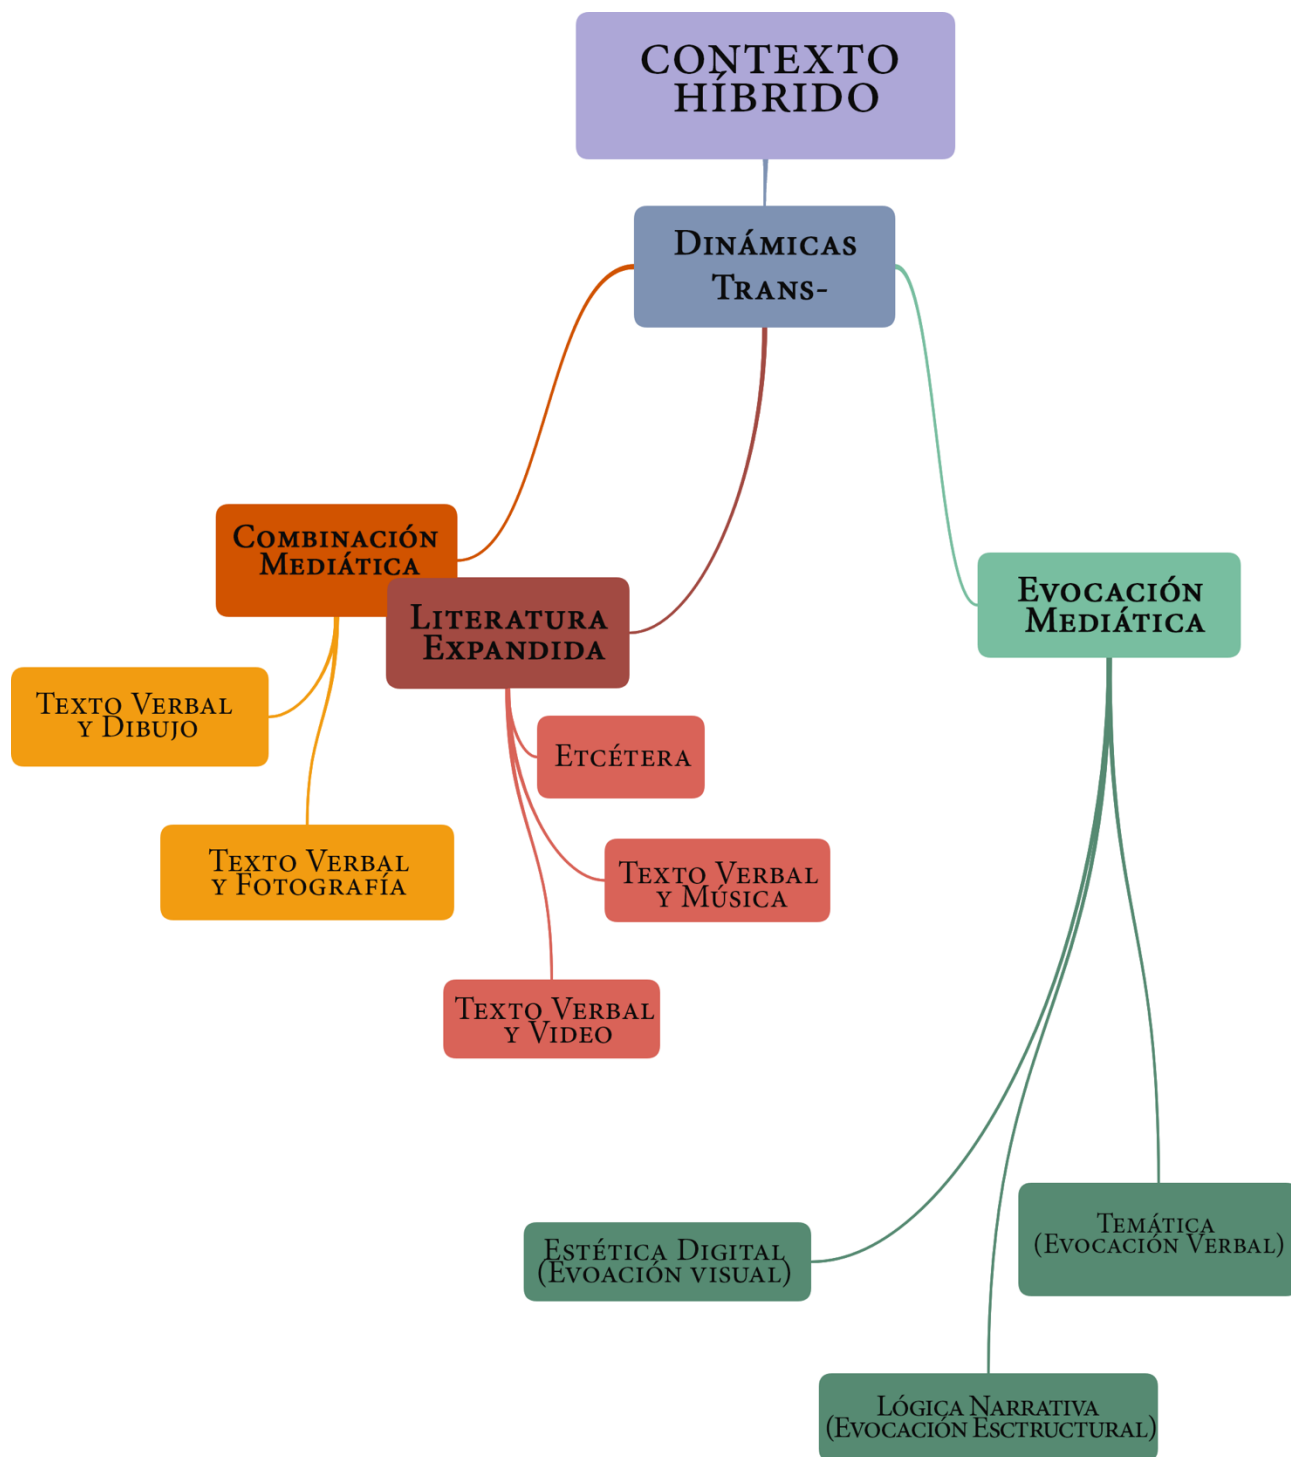 CONTEXTO
HÍBRIDO
DINÁMICAS
TRANS-
COMBINACIÓN
MEDIÁTICA
LITERATURA
EXPANDIDA
EVOCACIÓN
MEDIÁTICA
TEXTO VERBAL
Y DIBUJO
TEXTO VERBAL
Y FOTOGRAFÍA
ETCÉTERA
TEXTO VERBAL
Y MÚSICA
TEXTO VERBAL
Y VIDEO
ESTÉTICA DIGITAL
(EVOACIÓN VISUAL)
TEMÁTICA
(EVOCACIÓN VERBAL)
LÓGICA NARRATIVA
(EVOCACIÓN ESCTRUCTURAL)